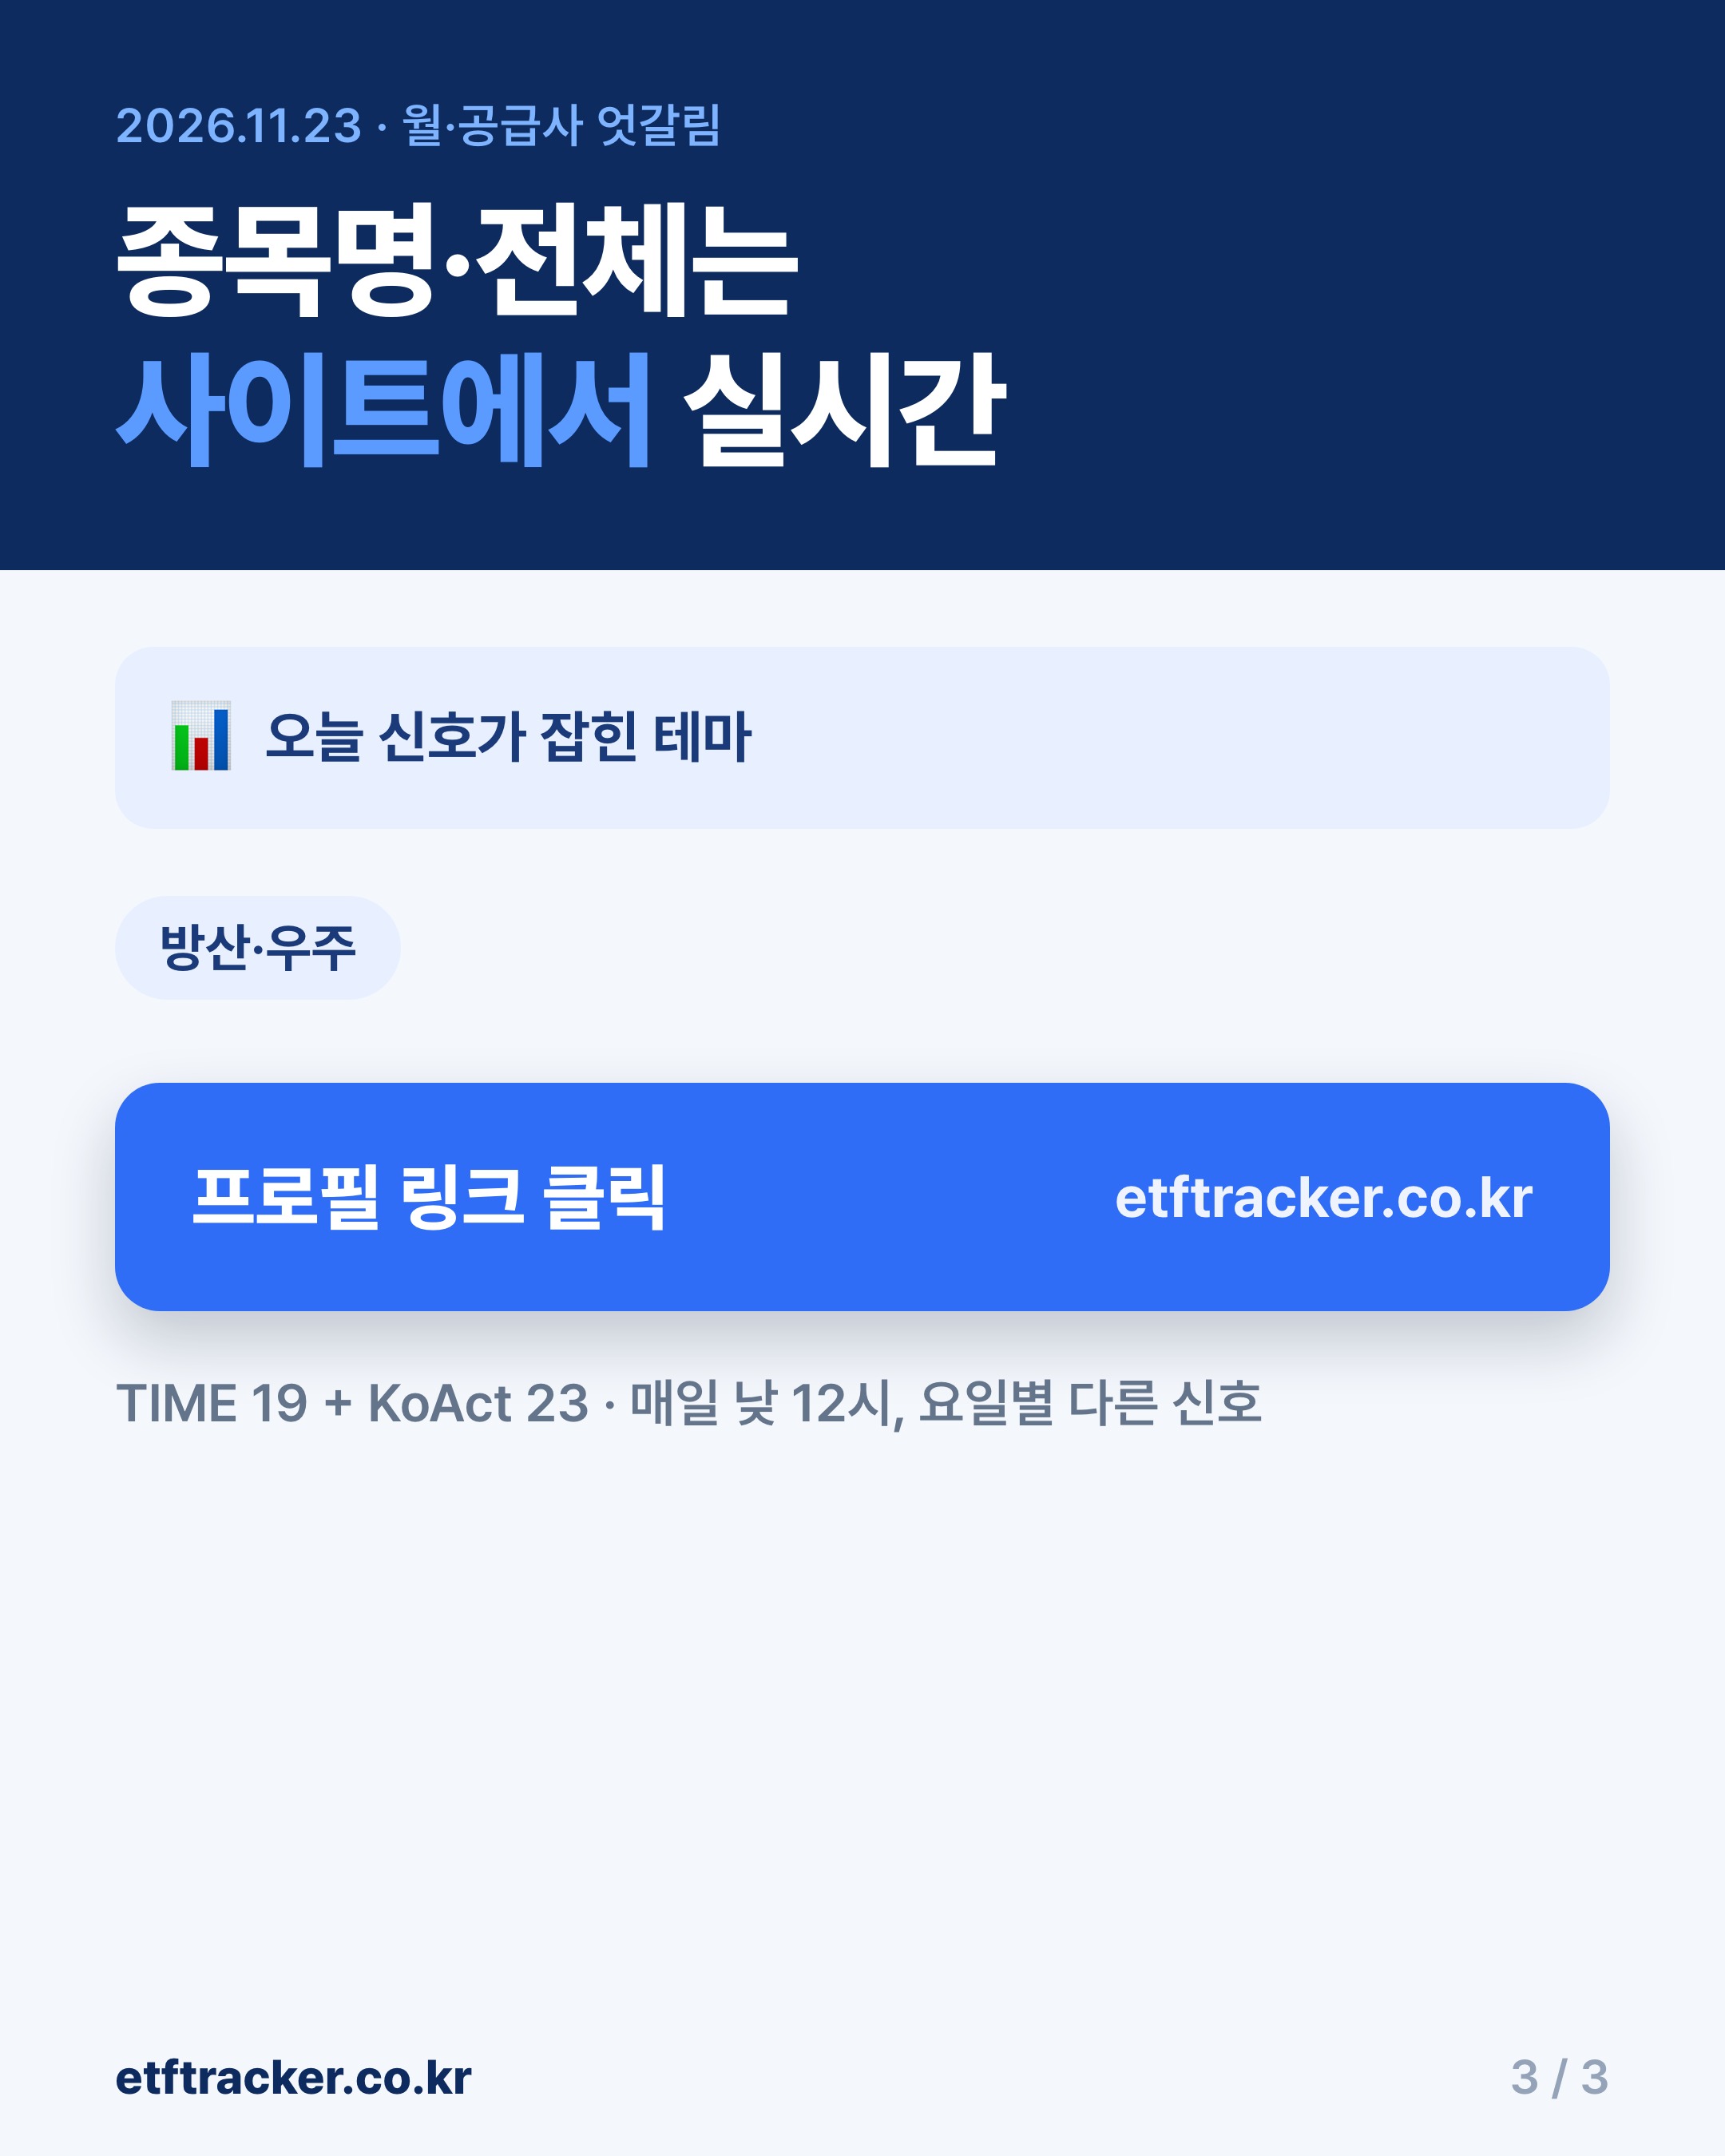 2026.11.23 · 월·공급사 엇갈림
종목명·전체는
사이트에서 실시간
오늘 신호가 잡힌 테마
방산·우주
프로필 링크 클릭
etftracker.co.kr
TIME 19 + KoAct 23 · 매일 낮 12시, 요일별 다른 신호
etftracker.co.kr
3 / 3